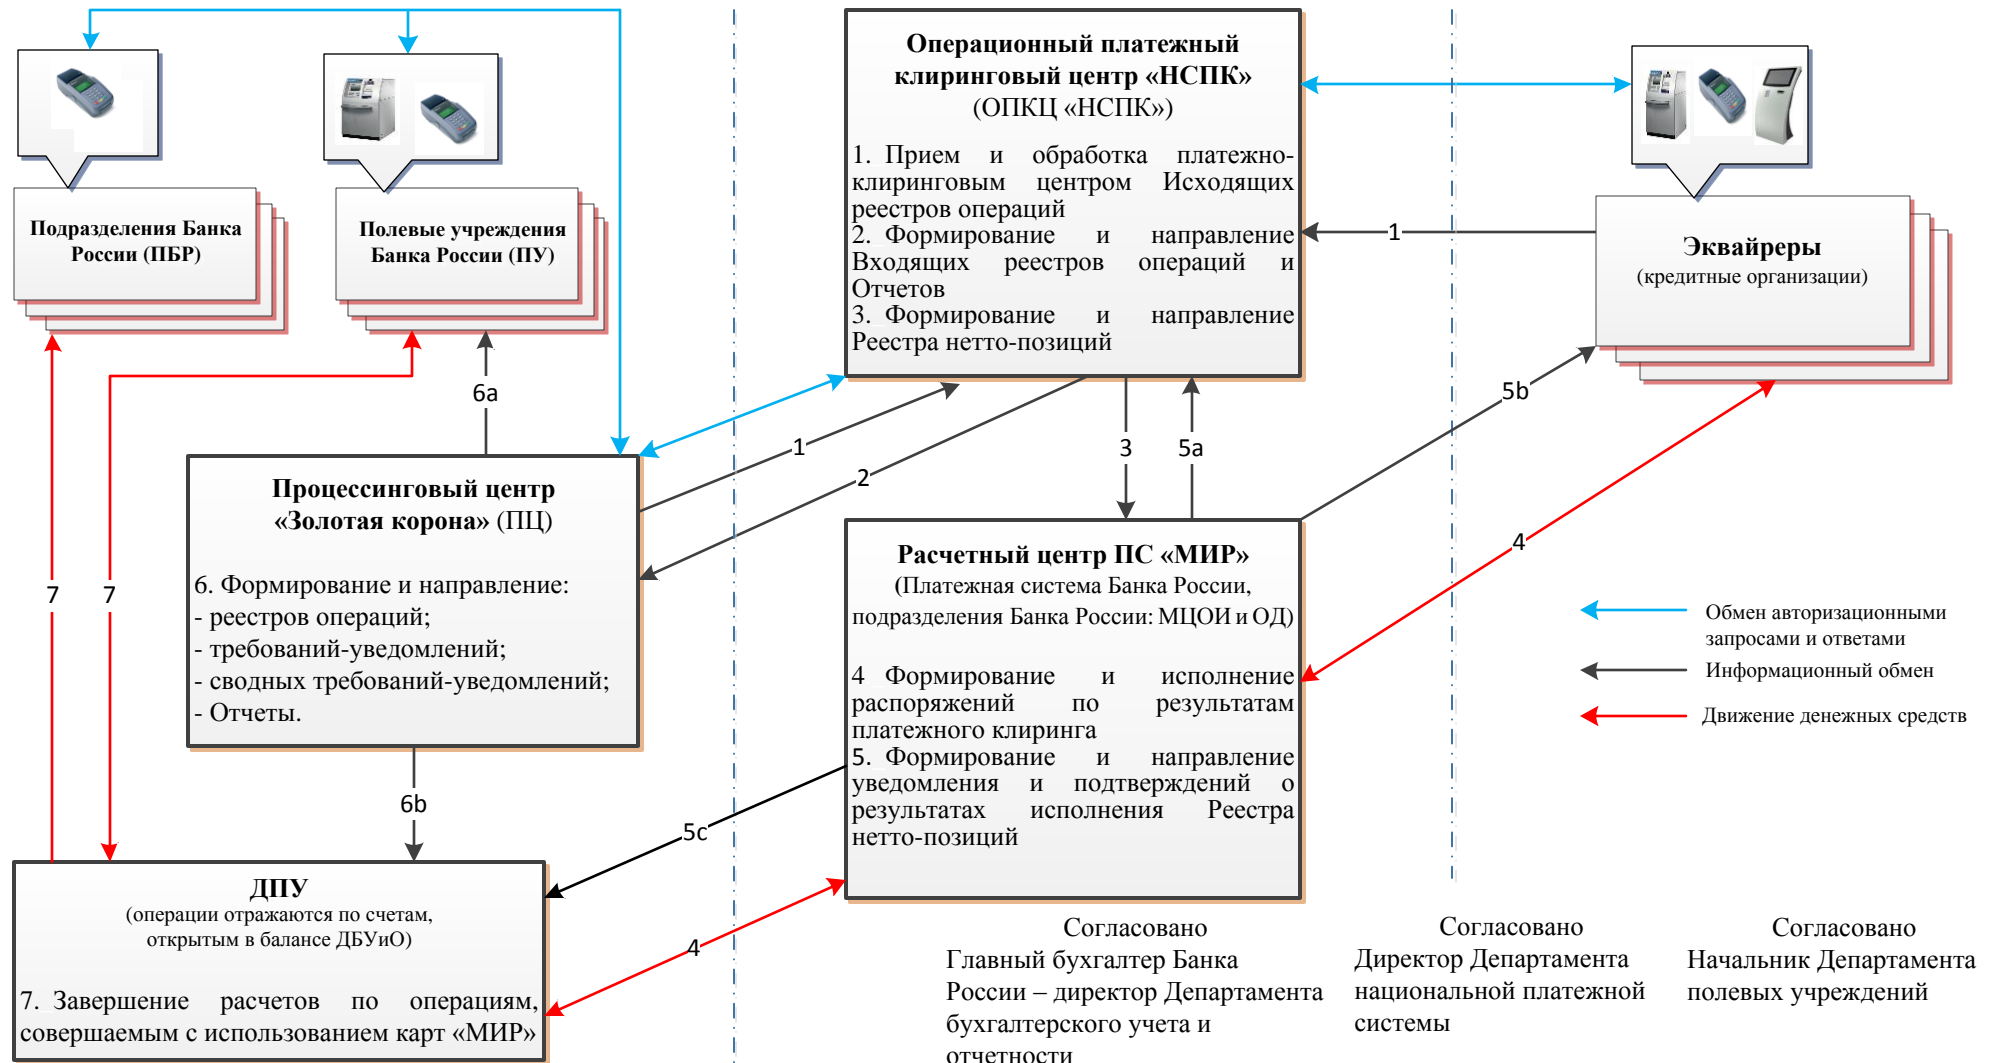 Операционный платежный
клиринговый центр «НСПК»
(ОПКЦ «НСПК»)
1. Прием и обработка платежно-
клиринговым центром Исходящих
реестров операций
2. Формирование и направление
Входящих реестров операций и
Отчетов
3. Формирование и направление
Реестра нетто-позиций
Подразделения Банка
России (ПБР)
Полевые учреждения
Банка России (ПУ)
Эквайреры
(кредитные организации)
1
5b
6a
1
2
3
5a
4
Процессинговый центр
«Золотая корона» (ПЦ)
6. Формирование и направление:
- реестров операций;
- требований-уведомлений;
- сводных требований-уведомлений;
- Отчеты.
Расчетный центр ПС «МИР»
(Платежная система Банка России,
подразделения Банка России: МЦОИ и ОД)
4 Формирование и исполнение
распоряжений по результатам
платежного клиринга
5. Формирование и направление
уведомления и подтверждений о
результатах исполнения Реестра
нетто-позиций
7
7
6b
5c
4
Обмен авторизационными
запросами и ответами
Информационный обмен
Движение денежных средств
ДПУ
(операции отражаются по счетам,
открытым в балансе ДБУиО)
7. Завершение расчетов по операциям,
совершаемым с использованием карт «МИР»
Согласовано
Главный бухгалтер Банка
России – директор Департамента
бухгалтерского учета и
отчетности
Согласовано
Директор Департамента
национальной платежной
системы
Согласовано
Начальник Департамента
полевых учреждений